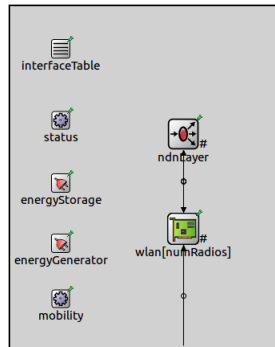 interfaceTable
status
#
ndnLayer
energyStorage
#
wlan[numRadios]
energyGenerator
mobility